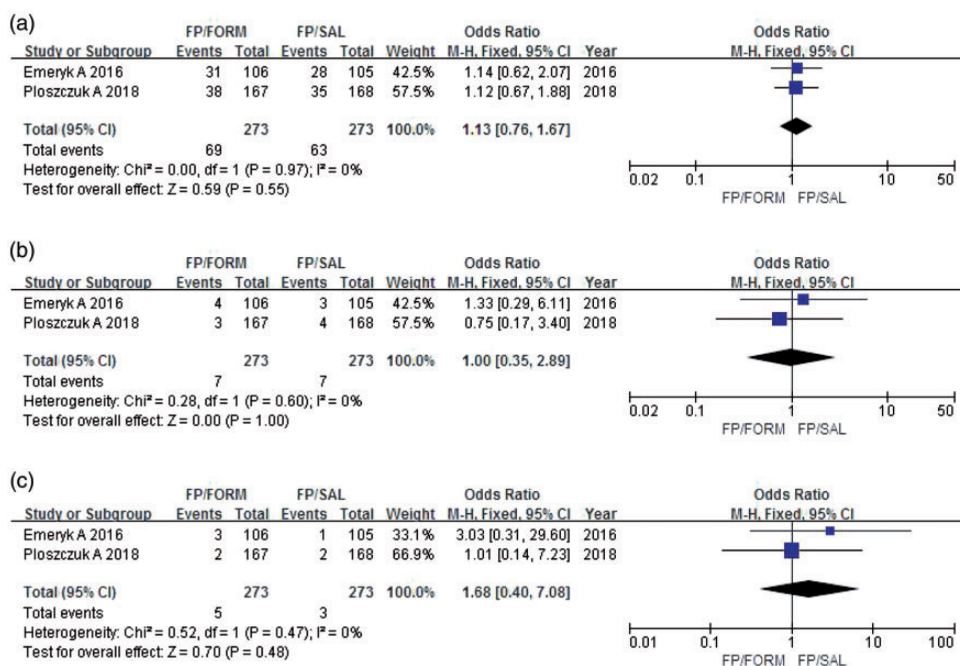 (a)
FP/FORM FP/SAL Odds Ratio Odds Ratio
Study or Subgroup Events Total Events Total Weight M-H, Fixed, 95% CI Year M-H, Fixed, 95% CI
Emeryk A 2016 31 106 28 105 42.5% 1.14 [0.62, 2.07] 2016
Ploszczuk A 2018 38 167 35 168 57.5% 1.12 [0.67, 1.88] 2018
Total (95% CI) 273 273 100.0% 1.13 [0.76, 1.67]
Total events 69 63
Heterogeneity: Chi² = 0.00, df = 1 (P = 0.97); I² = 0%
Test for overall effect: Z = 0.59 (P = 0.55)
0.02 0.1 1 10 50
FP/FORM FP/SAL
(b)
FP/FORM FP/SAL Odds Ratio Odds Ratio
Study or Subgroup Events Total Events Total Weight M-H, Fixed, 95% CI Year M-H, Fixed, 95% CI
Emeryk A 2016 4 106 3 105 42.5% 1.33 [0.29, 6.11] 2016
Ploszczuk A 2018 3 167 4 168 57.5% 0.75 [0.17, 3.40] 2018
Total (95% CI) 273 273 100.0% 1.00 [0.35, 2.89]
Total events 7 7
Heterogeneity: Chi² = 0.28, df = 1 (P = 0.60); I² = 0%
Test for overall effect: Z = 0.00 (P = 1.00)
0.02 0.1 1 10 50
FP/FORM FP/SAL
(c)
FP/FORM FP/SAL Odds Ratio Odds Ratio
Study or Subgroup Events Total Events Total Weight M-H, Fixed, 95% CI Year M-H, Fixed, 95% CI
Emeryk A 2016 3 106 1 105 33.1% 3.03 [0.31, 29.60] 2016
Ploszczuk A 2018 2 167 2 168 66.9% 1.01 [0.14, 7.23] 2018
Total (95% CI) 273 273 100.0% 1.68 [0.40, 7.08]
Total events 5 3
Heterogeneity: Chi² = 0.52, df = 1 (P = 0.47); I² = 0%
Test for overall effect: Z = 0.70 (P = 0.48)
0.01 0.1 1 10 100
FP/FORM FP/SAL